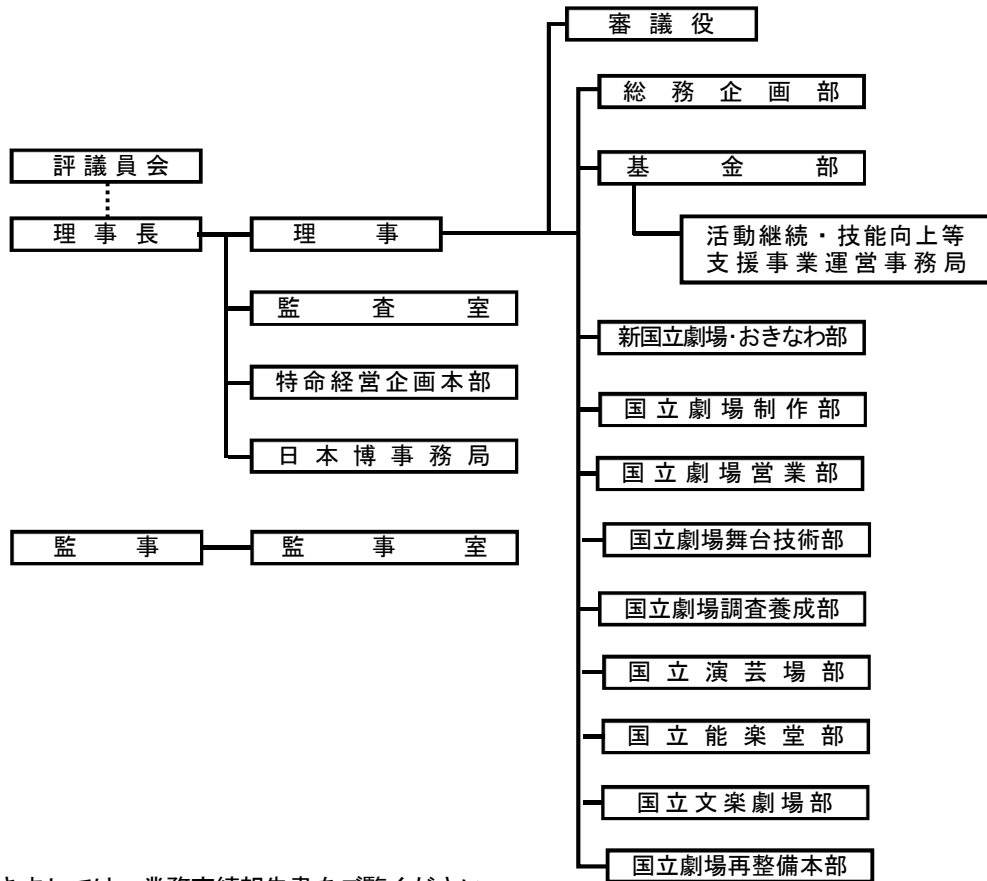 審議役
総務企画部
評議員会
基金部
理事長
理事
活動継続・技能向上等
支援事業運営事務局
監査室
新国立劇場・おきなわ部
特命経営企画本部
国立劇場制作部
日本博事務局
国立劇場営業部
監事
監事室
国立劇場舞台技術部
国立劇場調査養成部
国立演芸場部
国立能楽堂部
国立文楽劇場部
国立劇場再整備本部